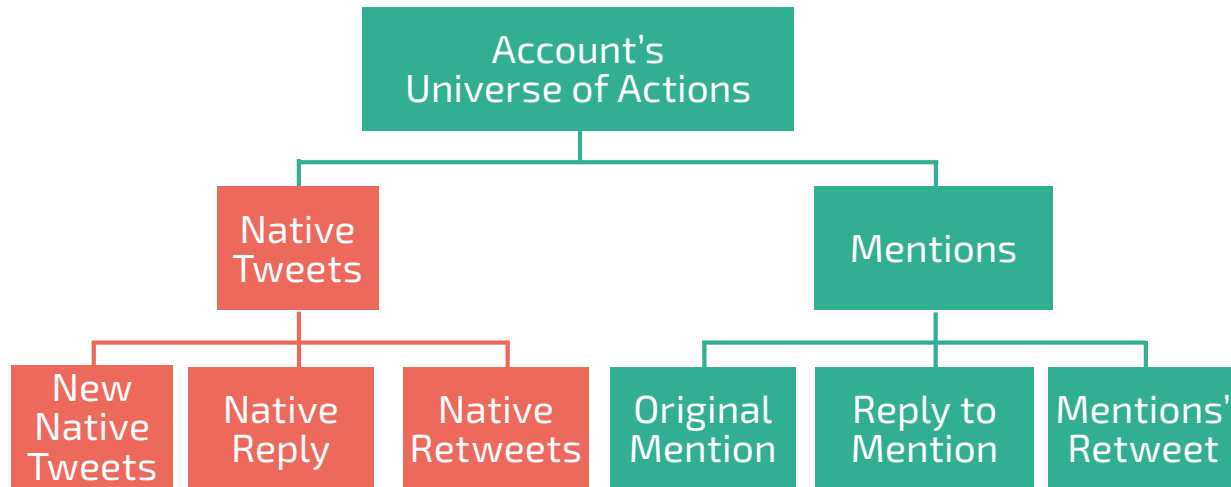 Account’s
Universe of Actions
Native
Tweets
Mentions
New
Native
Tweets
Native
Reply
Native
Retweets
Original
Mention
Reply to
Mention
Mentions’
Retweet